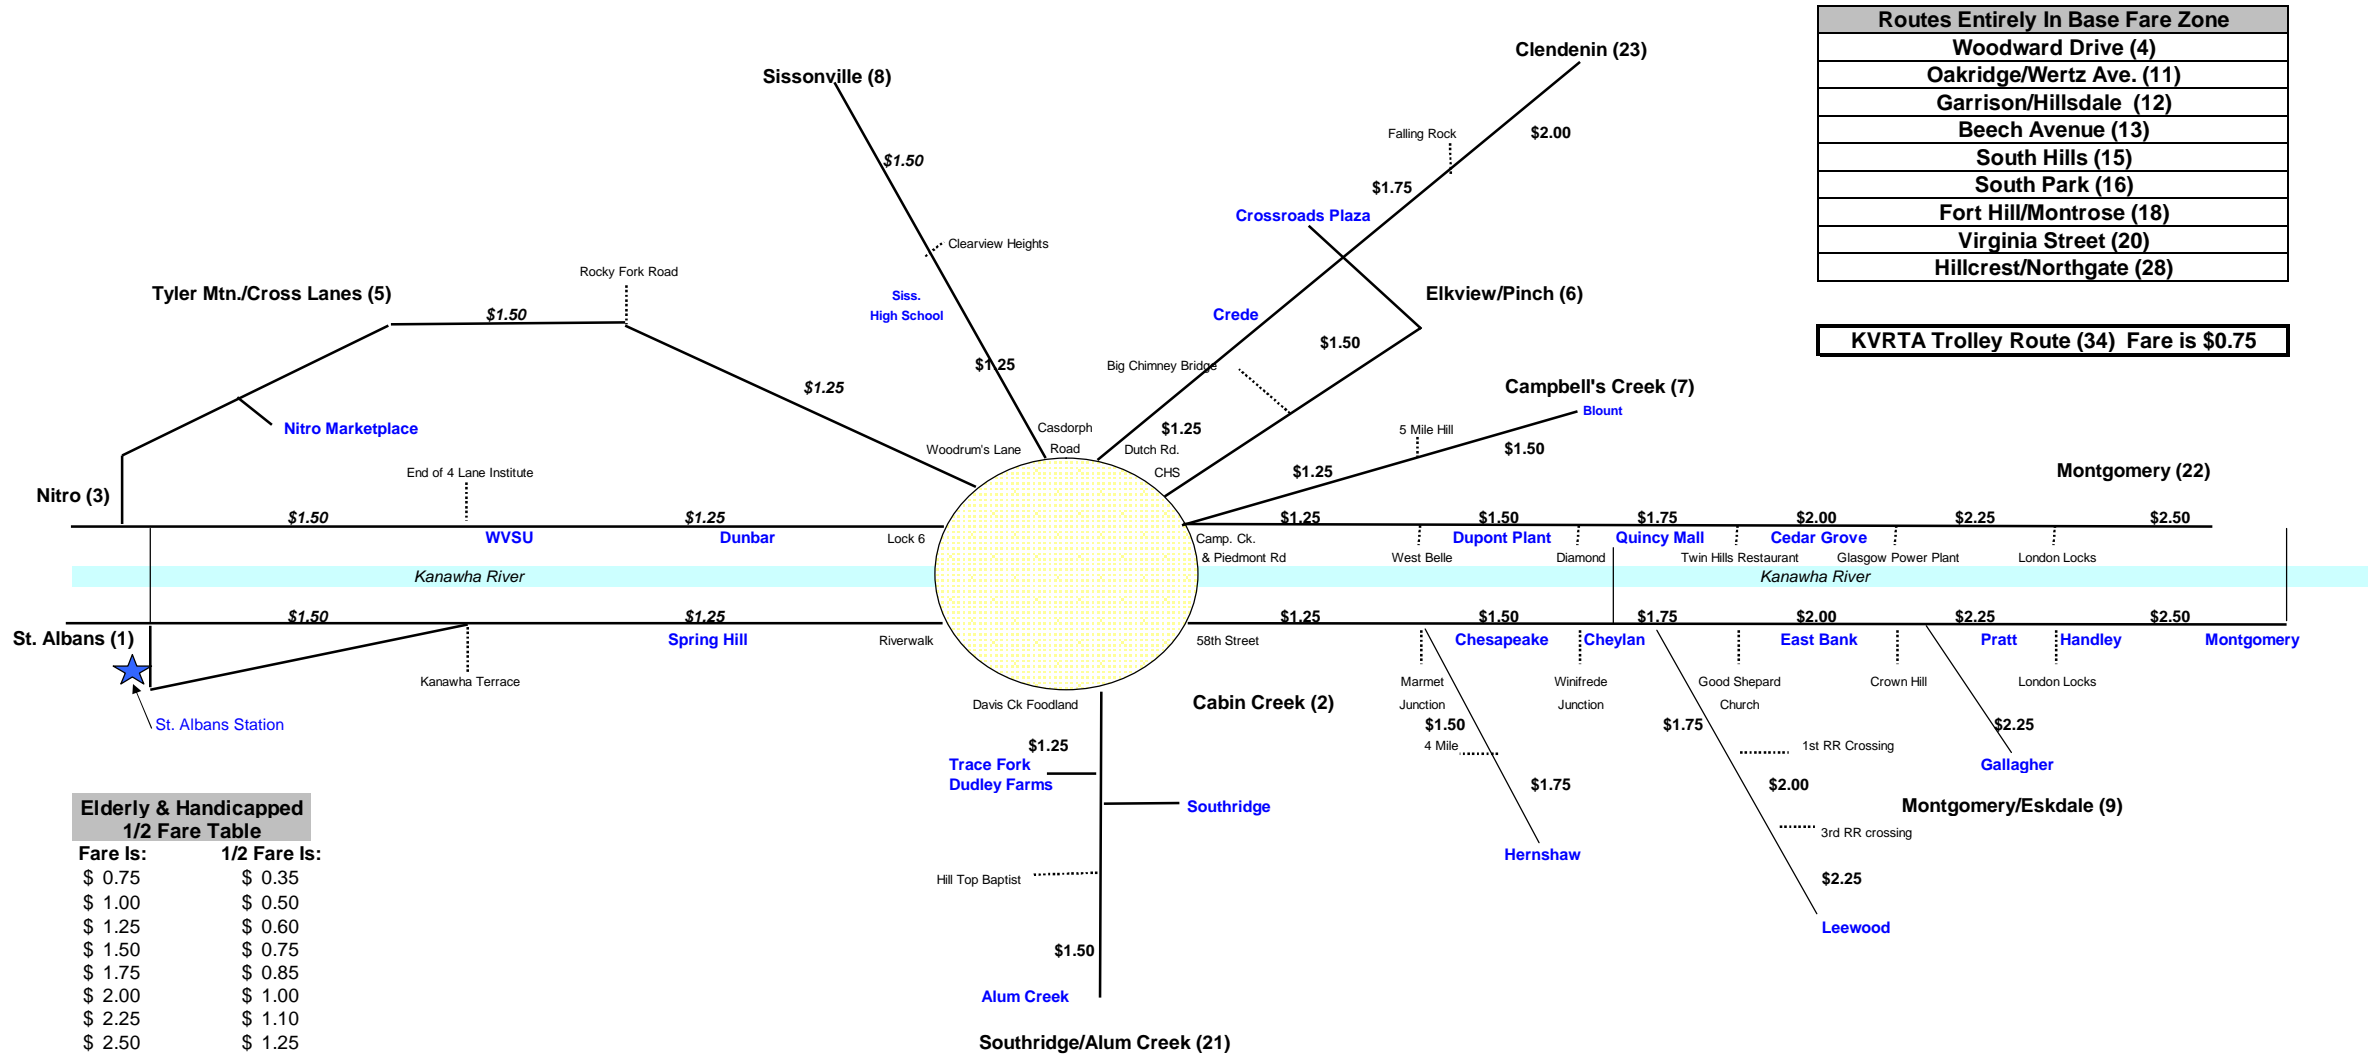 Routes Entirely In Base Fare Zone
Woodward Drive (4)
Oakridge/Wertz Ave. (11)
Garrison/Hillsdale (12)
Beech Avenue (13)
South Hills (15)
South Park (16)
Fort Hill/Montrose (18)
Virginia Street (20)
Hillcrest/Northgate (28)
KVRTA Trolley Route (34) Fare is $0.75
Clendenin (23)
Sissonville (8)
$2.00
Falling Rock
$1.50
$1.75
Crossroads Plaza
Clearview Heights
Rocky Fork Road
Tyler Mtn./Cross Lanes (5)
Elkview/Pinch (6)
Siss.
High School
$1.50
Crede
$1.50
Big Chimney Bridge
$1.25
$1.25
Campbell's Creek (7)
Blount
Nitro Marketplace
Casdorph
Road
$1.25
5 Mile Hill
Woodrum's Lane
Dutch Rd.
$1.50
CHS
$1.25
End of 4 Lane Institute
Montgomery (22)
Nitro (3)
$1.50
$1.25
$1.25
$1.50
$1.75
$2.00
$2.25
$2.50
WVSU
Dunbar
Lock 6
Camp. Ck.
& Piedmont Rd
Dupont Plant
Quincy Mall
Cedar Grove
West Belle
Diamond
Twin Hills Restaurant
Glasgow Power Plant
London Locks
Kanawha River
Kanawha River
$1.50
$1.25
$1.25
$1.50
$1.75
$2.00
$2.25
$2.50
St. Albans (1)
Spring Hill
Riverwalk
58th Street
Chesapeake
Cheylan
East Bank
Pratt
Handley
Montgomery
Kanawha Terrace
Marmet
Junction
Winifrede
Junction
Good Shepard
Church
Crown Hill
London Locks
St. Albans Station
Davis Ck Foodland
Cabin Creek (2)
$1.50
$1.75
$2.25
4 Mile
1st RR Crossing
$1.25
Trace Fork
Dudley Farms
Gallagher
$1.75
$2.00
Southridge
Montgomery/Eskdale (9)
3rd RR crossing
Hernshaw
Hill Top Baptist
$2.25
Leewood
$1.50
Alum Creek
Southridge/Alum Creek (21)
Elderly & Handicapped
1/2 Fare Table
Fare Is: 1/2 Fare Is:
$ 0.75 $ 0.35
$ 1.00 $ 0.50
$ 1.25 $ 0.60
$ 1.50 $ 0.75
$ 1.75 $ 0.85
$ 2.00 $ 1.00
$ 2.25 $ 1.10
$ 2.50 $ 1.25